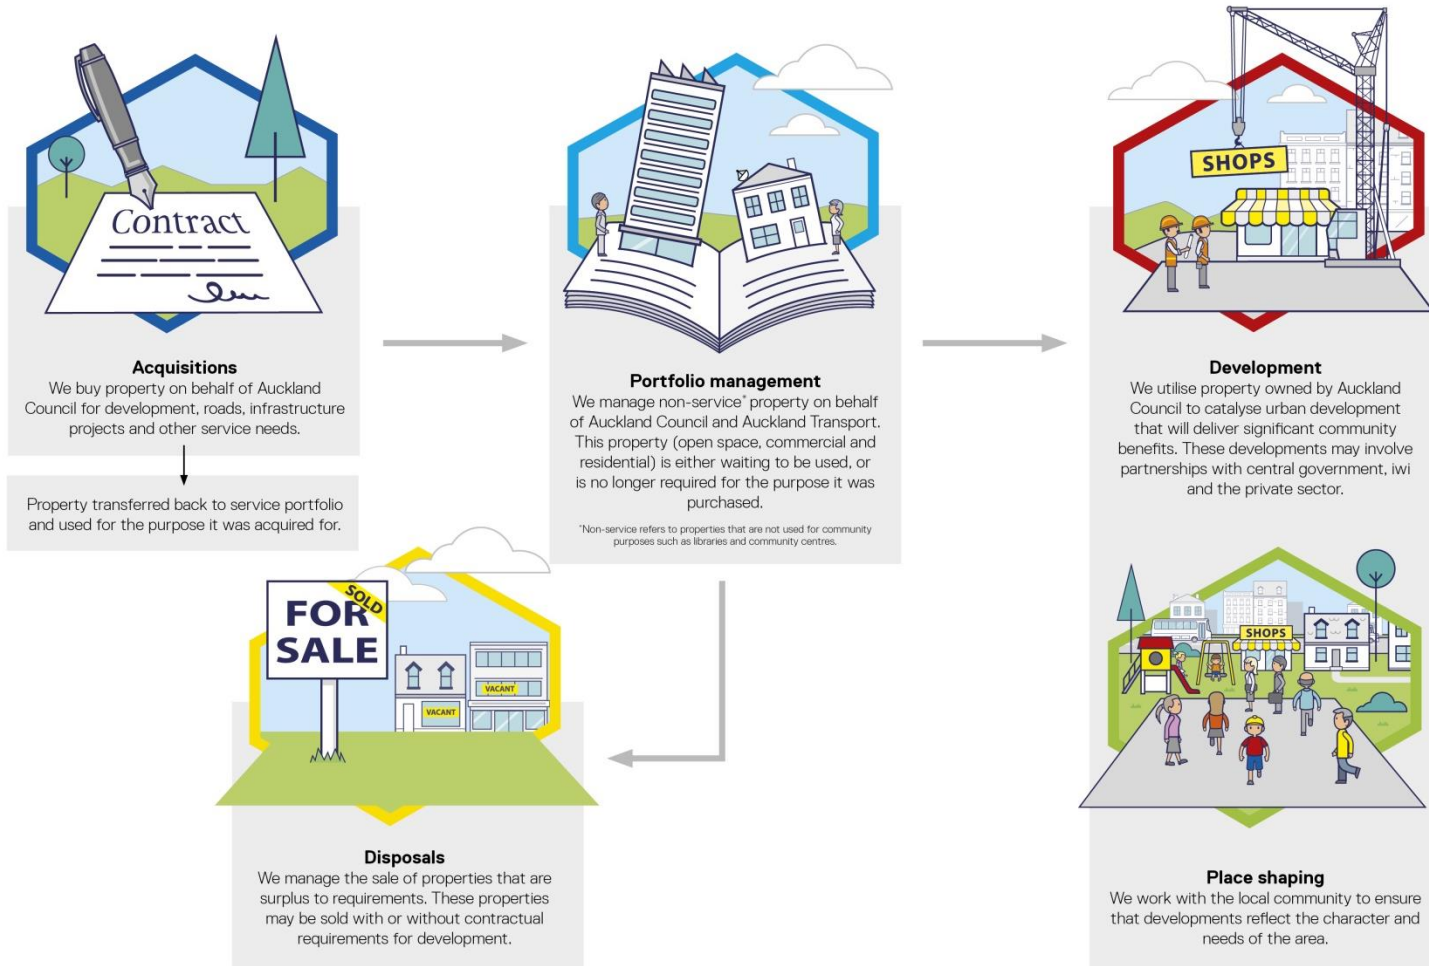 Contract
Acquisitions
We buy property on behalf of Auckland
Council for development, roads, infrastructure
projects and other service needs.
Property transferred back to service portfolio
and used for the purpose it was acquired for.
Portfolio management
We manage non-service* property on behalf
of Auckland Council and Auckland Transport.
This property (open space, commercial and
residential) is either waiting to be used, or
is no longer required for the purpose it was
purchased.
*Non-service refers to properties that are not used for community
purposes such as libraries and community centres.
SHOPS
Development
We utilise property owned by Auckland
Council to catalyse urban development
that will deliver significant community
benefits. These developments may involve
partnerships with central government, iwi
and the private sector.
FOR
SALE
SOLD
VACANT
VACANT
Disposals
We manage the sale of properties that are
surplus to requirements. These properties
may be sold with or without contractual
requirements for development.
SHOPS
Place shaping
We work with the local community to ensure
that developments reflect the character and
needs of the area.